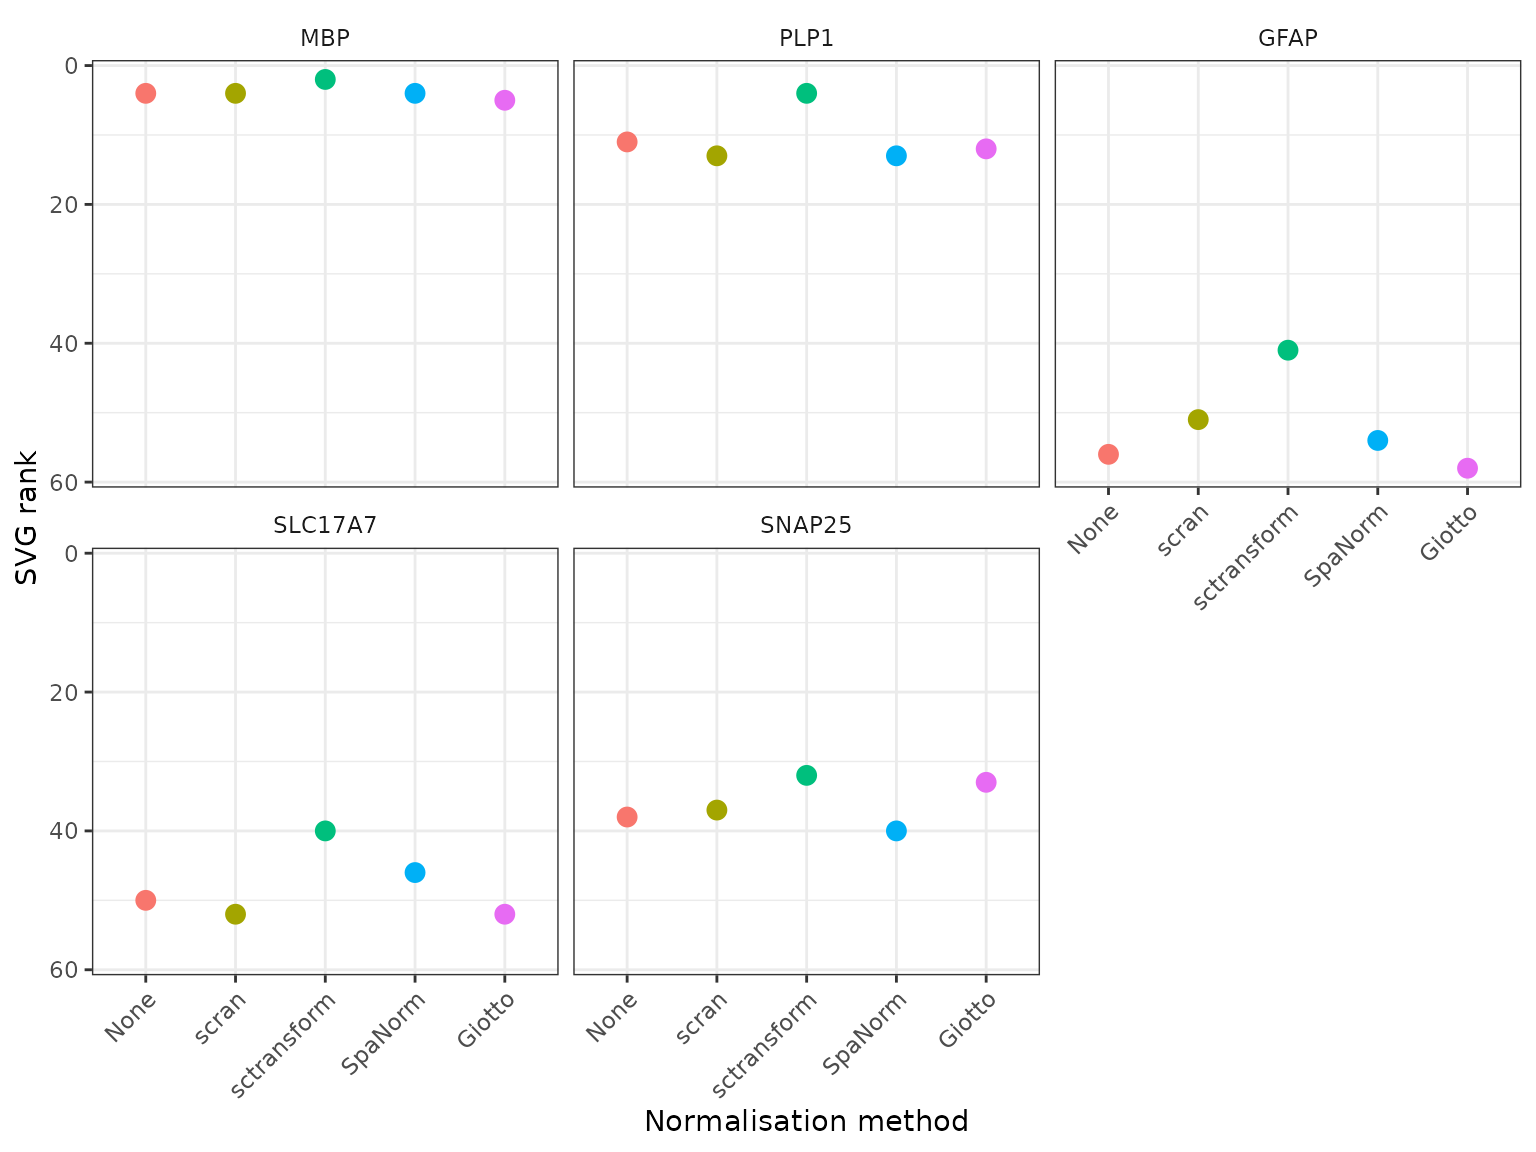 MBP
PLP1
GFAP
0
20
40
60
SVG rank
None
scran
sctransform
SpaNorm
Giotto
SLC17A7
SNAP25
0
20
40
60
None
scran
sctransform
SpaNorm
Giotto
None
scran
sctransform
SpaNorm
Giotto
Normalisation method